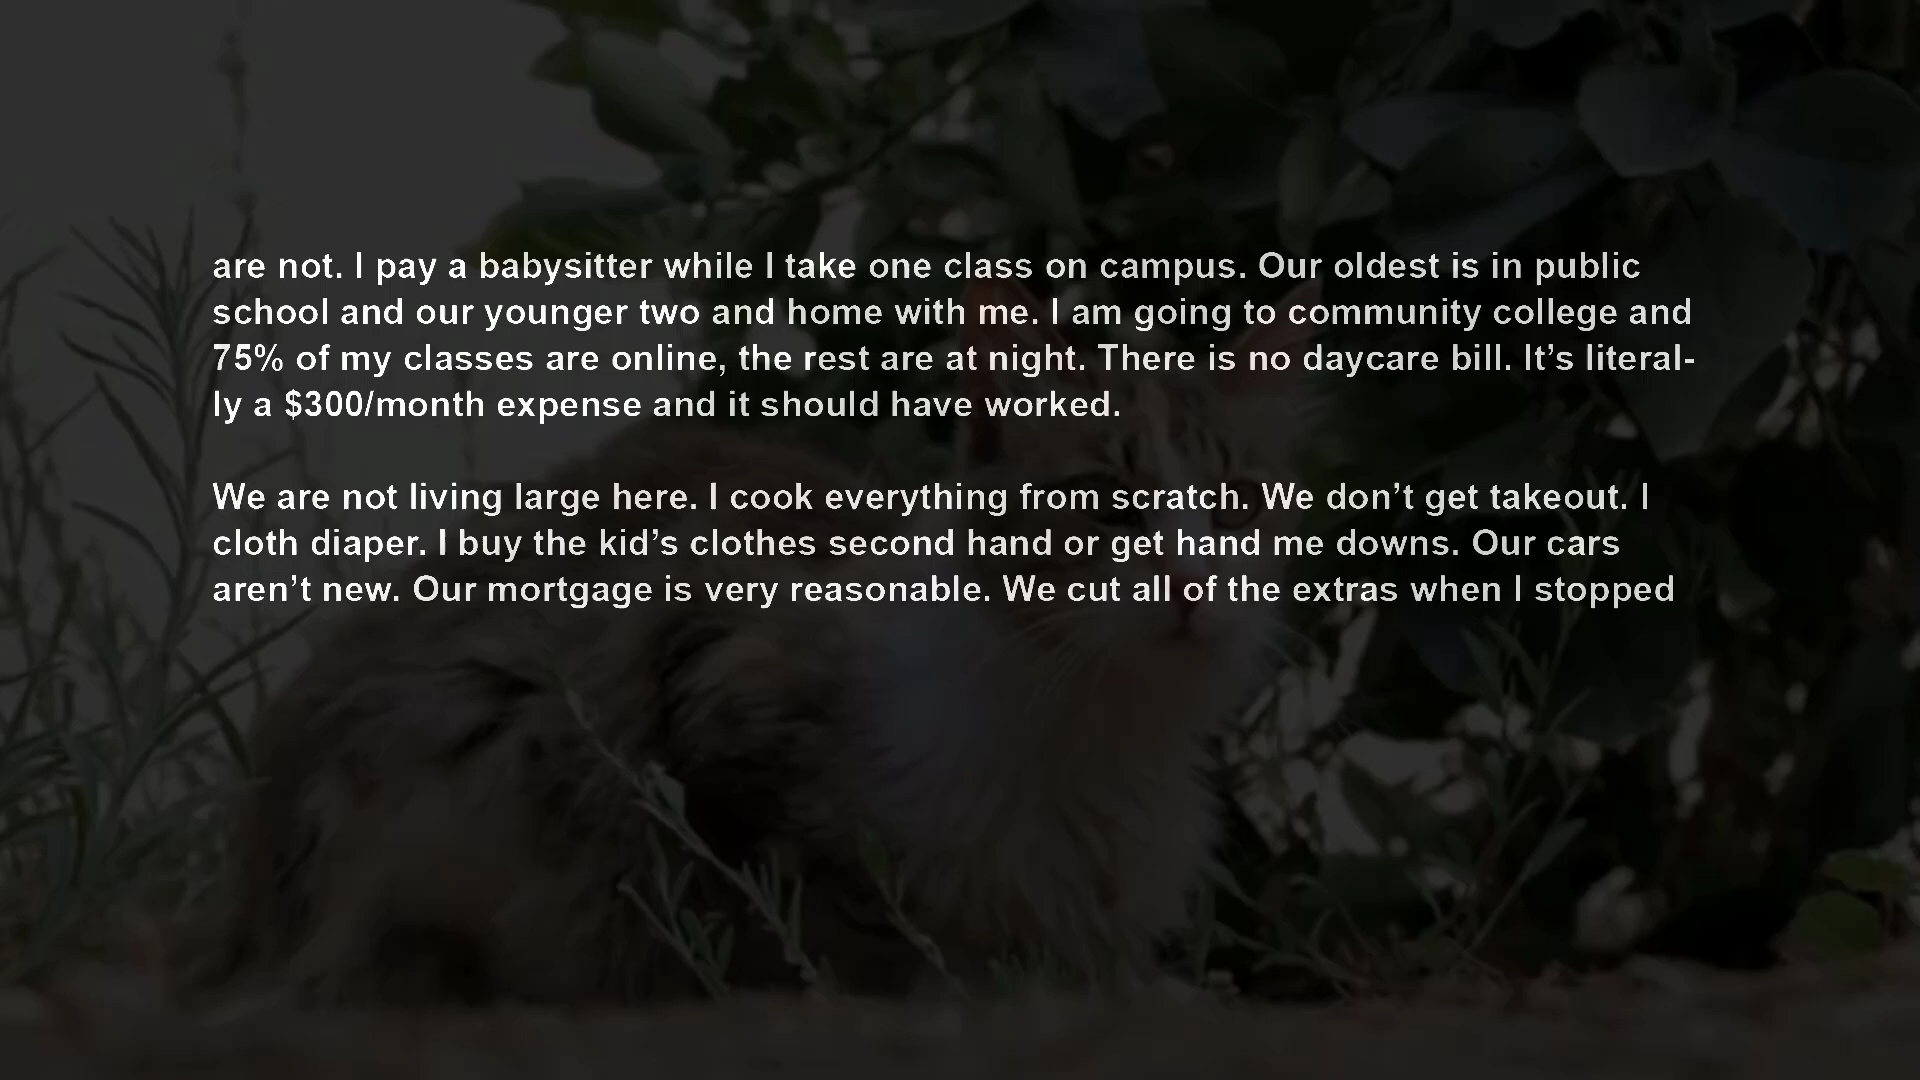 are not. I pay a babysitter while I take one class on campus. Our oldest is in public
school and our younger two and home with me. I am going to community college and
75% of my classes are online, the rest are at night. There is no daycare bill. It’s literal-
ly a $300/month expense and it should have worked.
We are not living large here. I cook everything from scratch. We don’t get takeout. I
cloth diaper. I buy the kid’s clothes second hand or get hand me downs. Our cars
aren’t new. Our mortgage is very reasonable. We cut all of the extras when I stopped